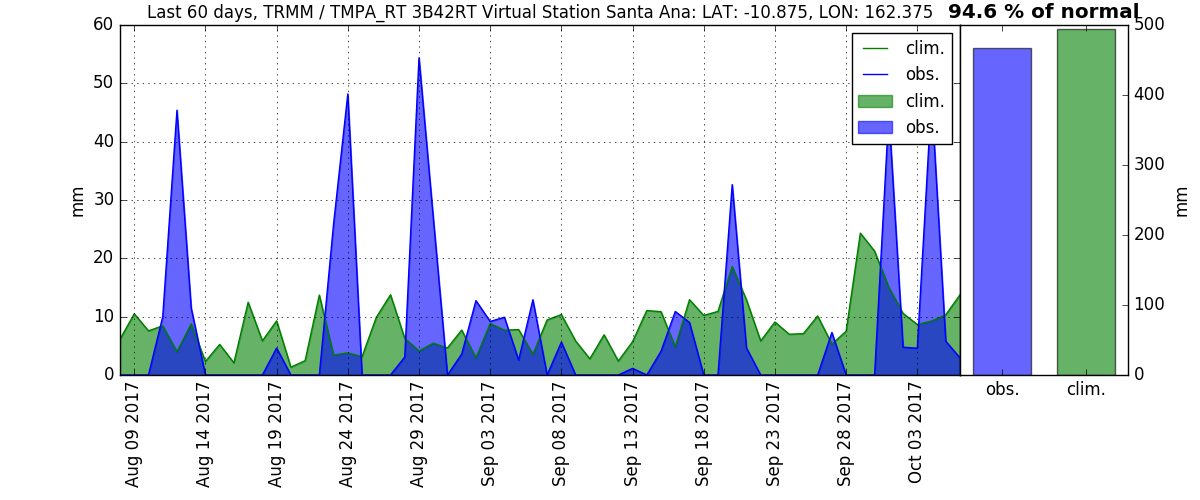 Last 60 days, TRMM / TMPA_RT 3B42RT Virtual Station Santa Ana: LAT: -10.875, LON: 162.375
94.6 % of normal
60
50
40
30
20
10
0
mm
clim.
obs.
clim.
obs.
500
400
300
200
100
0
mm
obs.
clim.
Aug 09 2017
Aug 14 2017
Aug 19 2017
Aug 24 2017
Aug 29 2017
Sep 03 2017
Sep 08 2017
Sep 13 2017
Sep 18 2017
Sep 23 2017
Sep 28 2017
Oct 03 2017